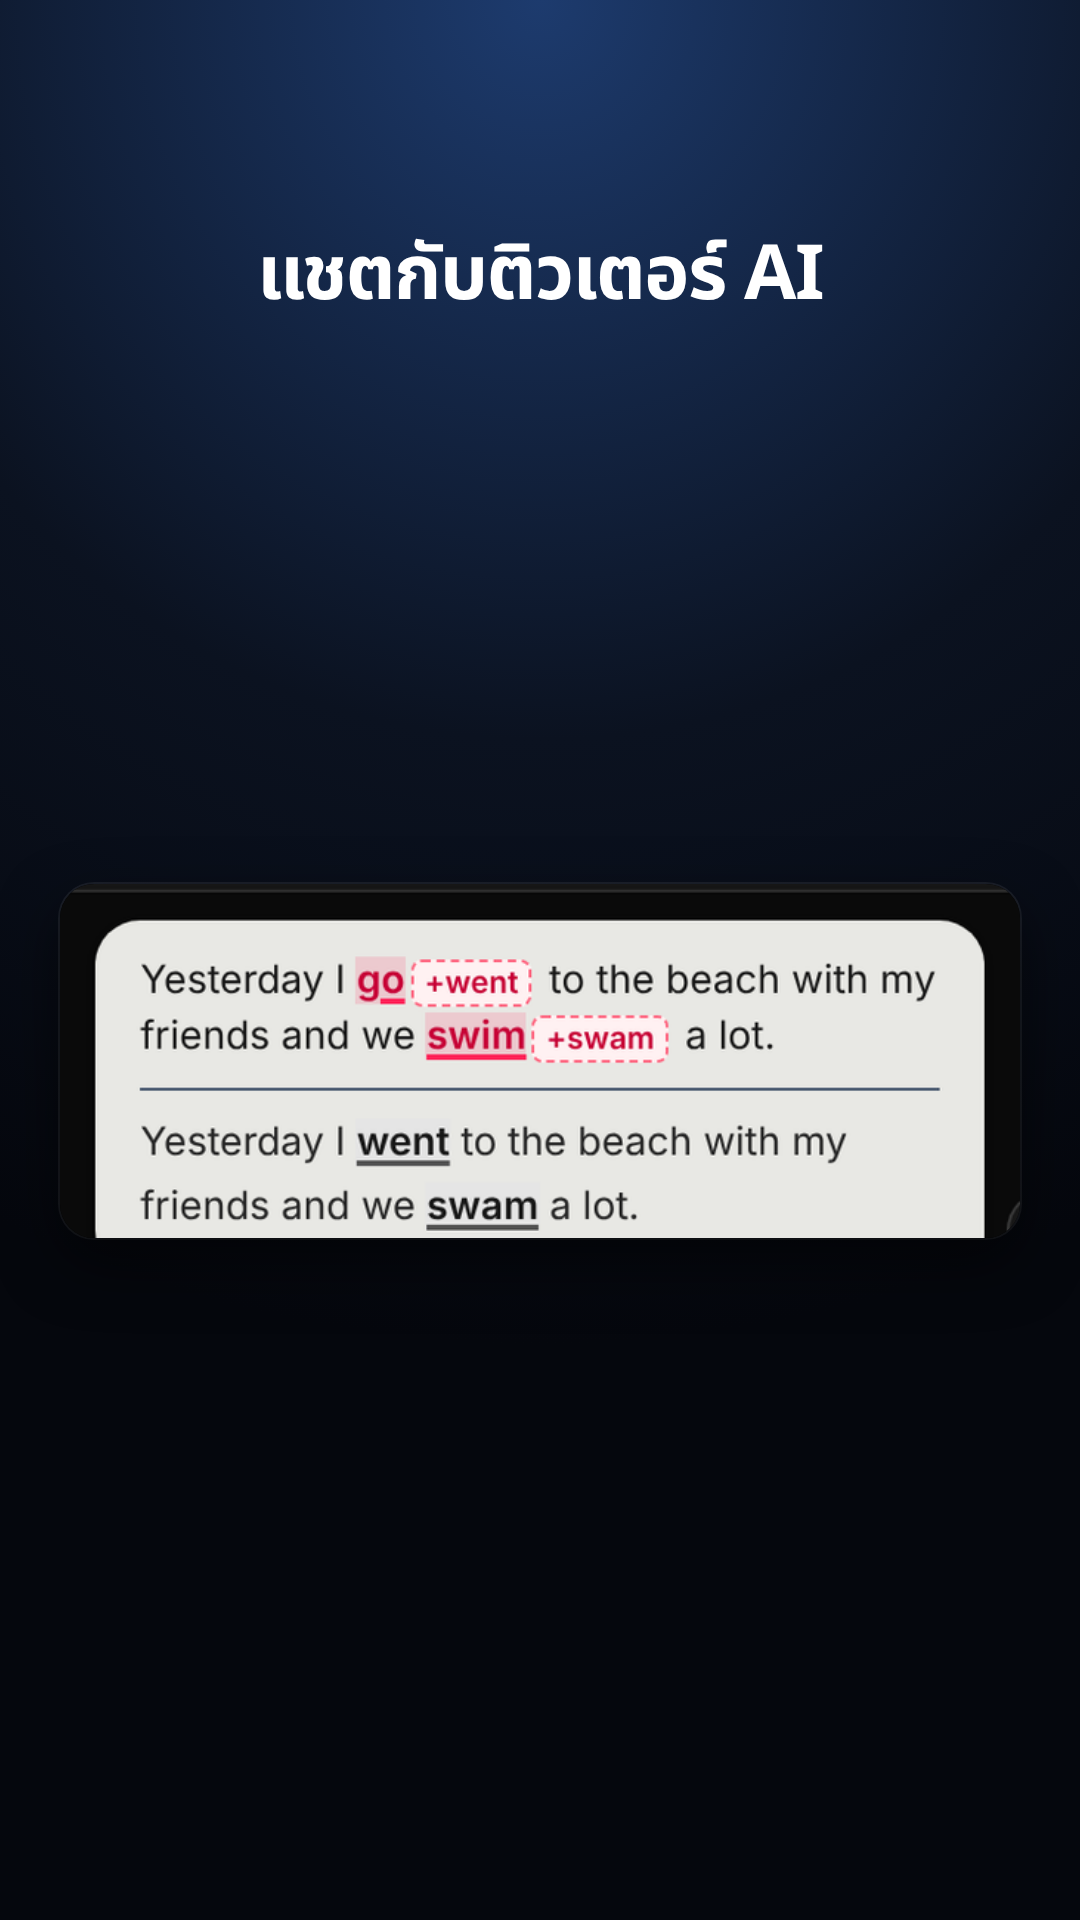 แชตกับติวเตอร์ AI
Yesterday I go +went to the beach with my
friends and we swim +swam a lot.
Yesterday I went to the beach with my
friends and we swam a lot.